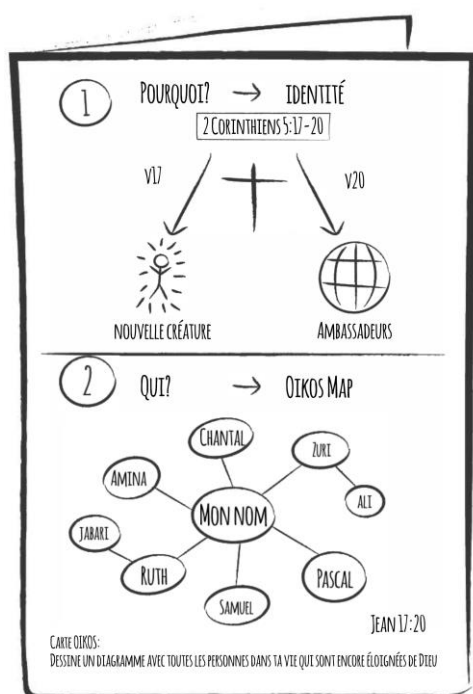 1
POURQUOI? → IDENTITÉ
2 CORINTHIENS 5:17-20
V17 V20
NOUVELLE CRÉATURE AMBASSADEURS
2
QUI? → OIKOS MAP
CHANTAL
ZURI
AMINA
ALI
MON NOM
JABARI
RUTH
PASCAL
SAMUEL
JEAN 17:20
CARTE OIKOS:
DESSINE UN DIAGRAMME AVEC TOUTES LES PERSONNES DANS TA VIE QUI SONT ENCORE ÉLOIGNÉES DE DIEU